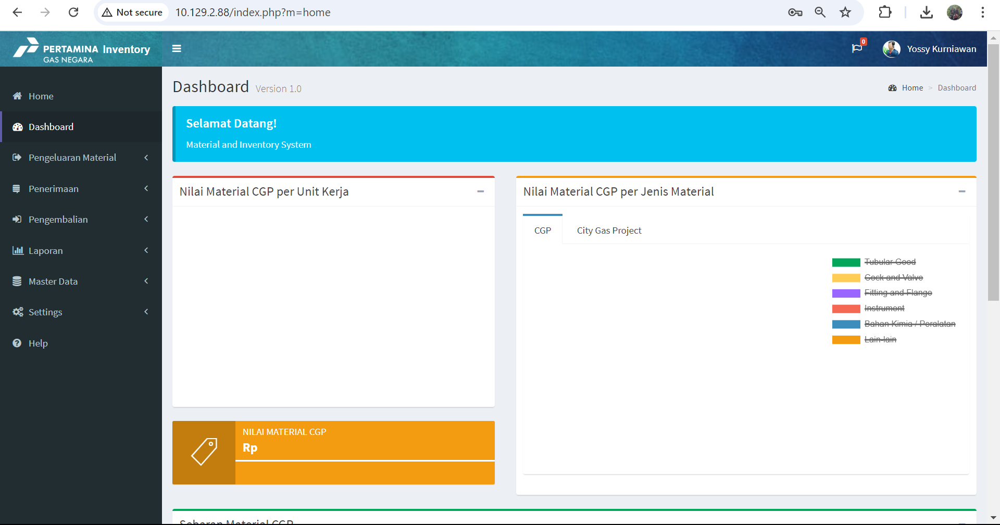 Not secure
10.129.2.88/index.php?m=home
PERTAMINA Inventory
GAS NEGARA
0
Yossy Kurniawan
Home
Dashboard
Pengeluaran Material
Penerimaan
Pengembalian
Laporan
Master Data
Settings
Help
Dashboard Version 1.0
Home > Dashboard
Selamat Datang!
Material and Inventory System
Nilai Material CGP per Unit Kerja
Nilai Material CGP per Jenis Material
CGP
City Gas Project
Tubular Good
Cock and Valve
Fitting and Flange
Instrument
Bahan Kimia / Peralatan
Lain-lain
NILAI MATERIAL CGP
Rp
Sebaran Material CGP